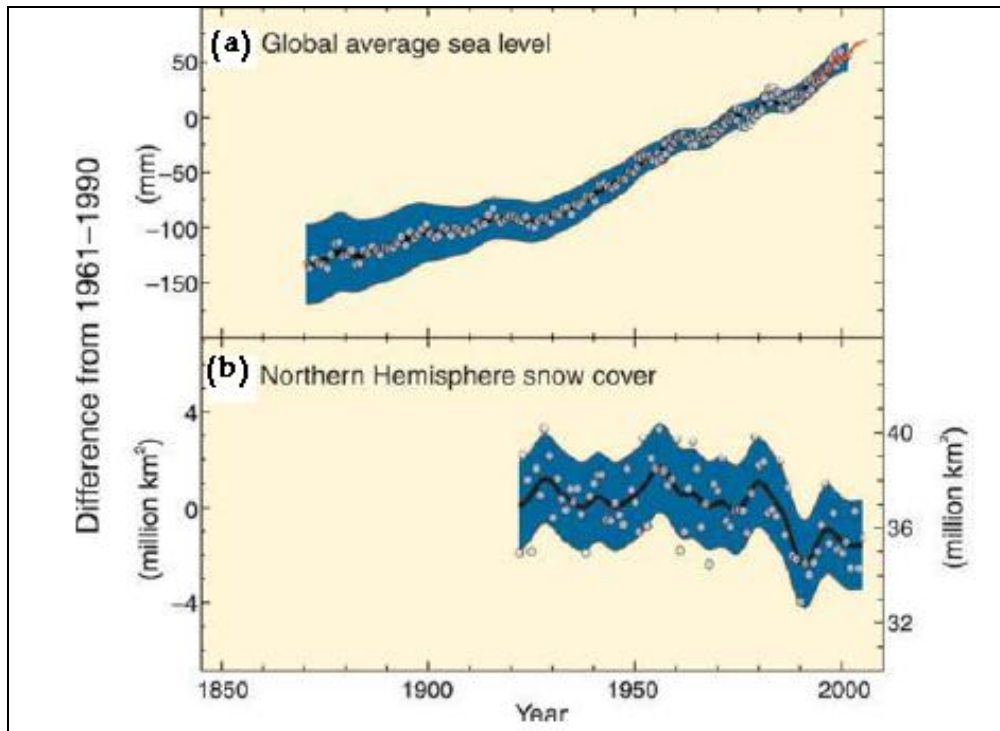 (a) Global average sea level
50
0
−50
−100
−150
(mm)
Difference from 1961−1990
(b) Northern Hemisphere snow cover
4
0
−4
(million km²)
40
36
32
(million km²)
1850 1900 1950 2000
Year